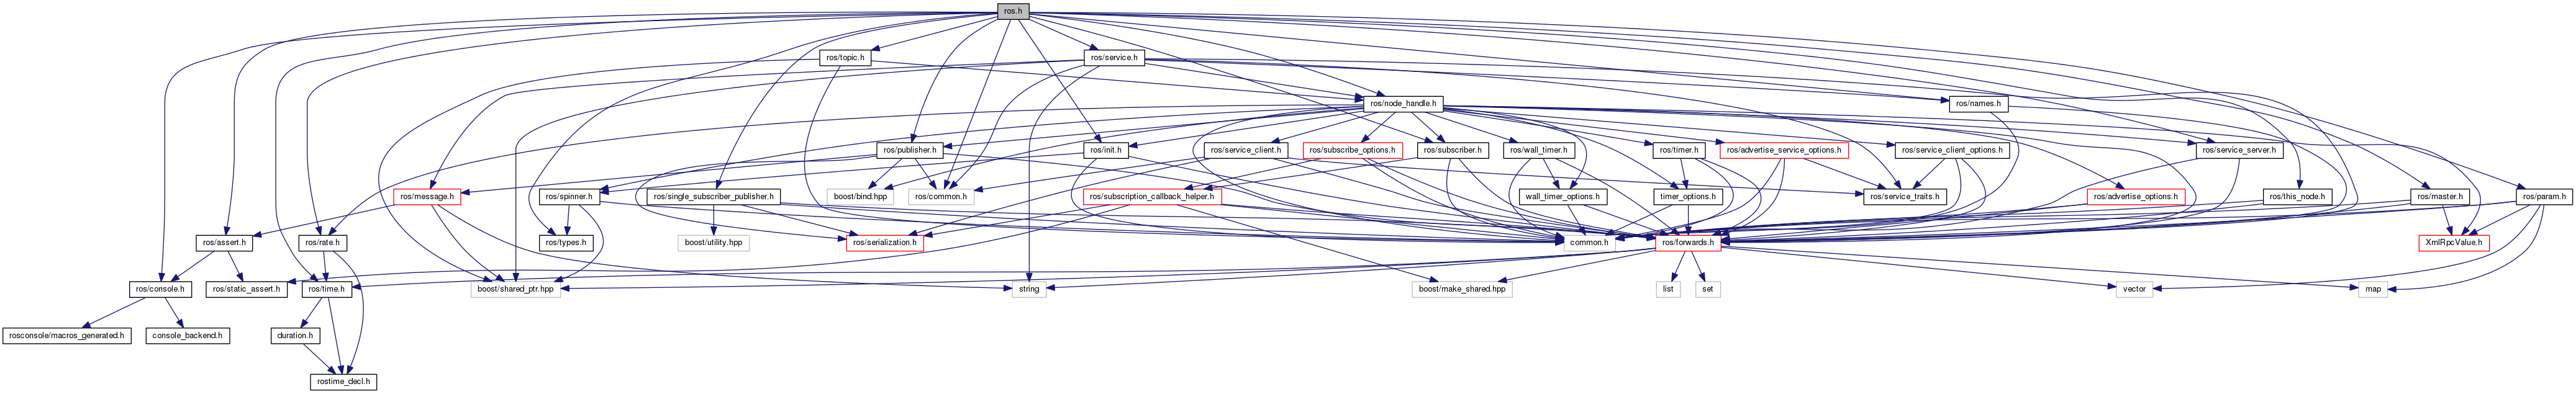 ros.h
ros/topic.h
ros/service.h
ros/node_handle.h
ros/names.h
ros/publisher.h
ros/init.h
ros/service_client.h
ros/subscribe_options.h
ros/subscriber.h
ros/wall_timer.h
ros/timer.h
ros/advertise_service_options.h
ros/service_client_options.h
ros/service_server.h
ros/message.h
ros/spinner.h
ros/single_subscriber_publisher.h
boost/bind.hpp
ros/common.h
ros/subscription_callback_helper.h
wall_timer_options.h
timer_options.h
ros/service_traits.h
ros/advertise_options.h
ros/this_node.h
ros/master.h
ros/param.h
ros/assert.h
ros/rate.h
ros/types.h
boost/utility.hpp
ros/serialization.h
common.h
ros/forwards.h
XmlRpcValue.h
ros/console.h
ros/static_assert.h
ros/time.h
boost/shared_ptr.hpp
string
boost/make_shared.hpp
list
set
vector
map
rosconsole/macros_generated.h
console_backend.h
duration.h
rostime_decl.h